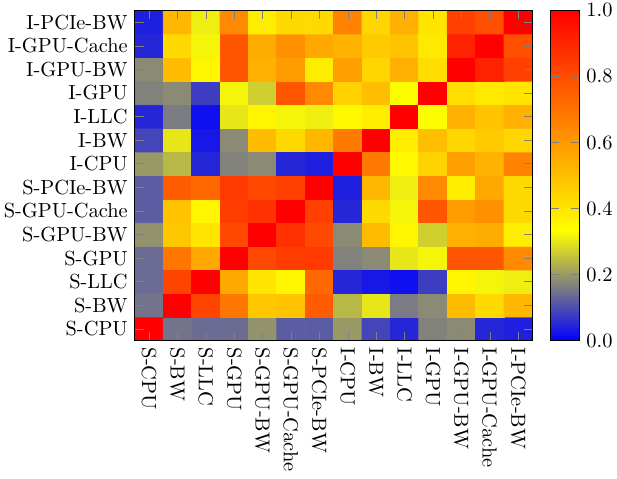 I-PCIe-BW
I-GPU-Cache
I-GPU-BW
I-GPU
I-LLC
I-BW
I-CPU
S-PCIe-BW
S-GPU-Cache
S-GPU-BW
S-GPU
S-LLC
S-BW
S-CPU
S-CPU
S-BW
S-LLC
S-GPU
S-GPU-BW
S-GPU-Cache
S-PCIe-BW
I-CPU
I-BW
I-LLC
I-GPU
I-GPU-BW
I-GPU-Cache
I-PCIe-BW
1.0
0.8
0.6
0.4
0.2
0.0